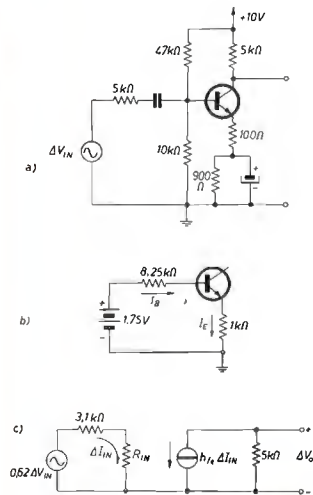 +10V
47kΩ
5kΩ
5kΩ
100Ω
ΔV_IN
10kΩ
900
Ω
+
-
a)
8.25kΩ
I_B
+
1.75V
-
I_E
1kΩ
b)
c)
3,1kΩ
ΔI_IN
R_IN
0,62ΔV_IN
h_fe ΔI_IN
5kΩ
ΔV_o
+
-